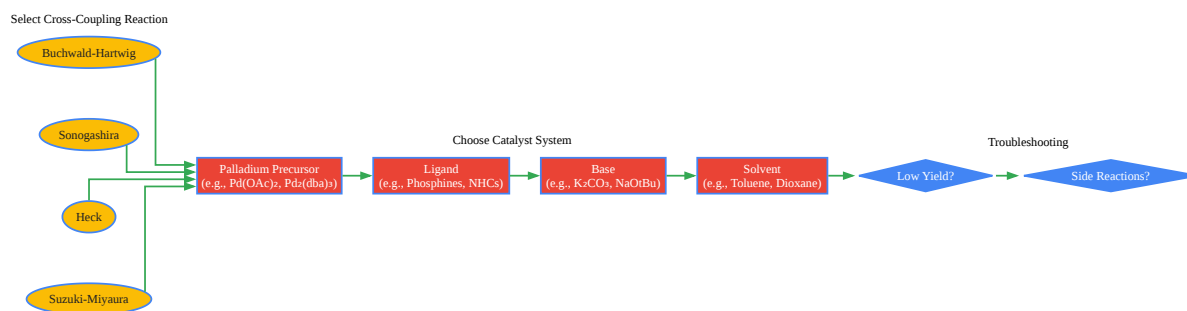 Select Cross-Coupling Reaction
Buchwald-Hartwig
Sonogashira
Heck
Suzuki-Miyaura
Choose Catalyst System
Palladium Precursor
(e.g., Pd(OAc)₂, Pd₂(dba)₃)
Ligand
(e.g., Phosphines, NHCs)
Base
(e.g., K₂CO₃, NaOtBu)
Solvent
(e.g., Toluene, Dioxane)
Troubleshooting
Low Yield?
Side Reactions?